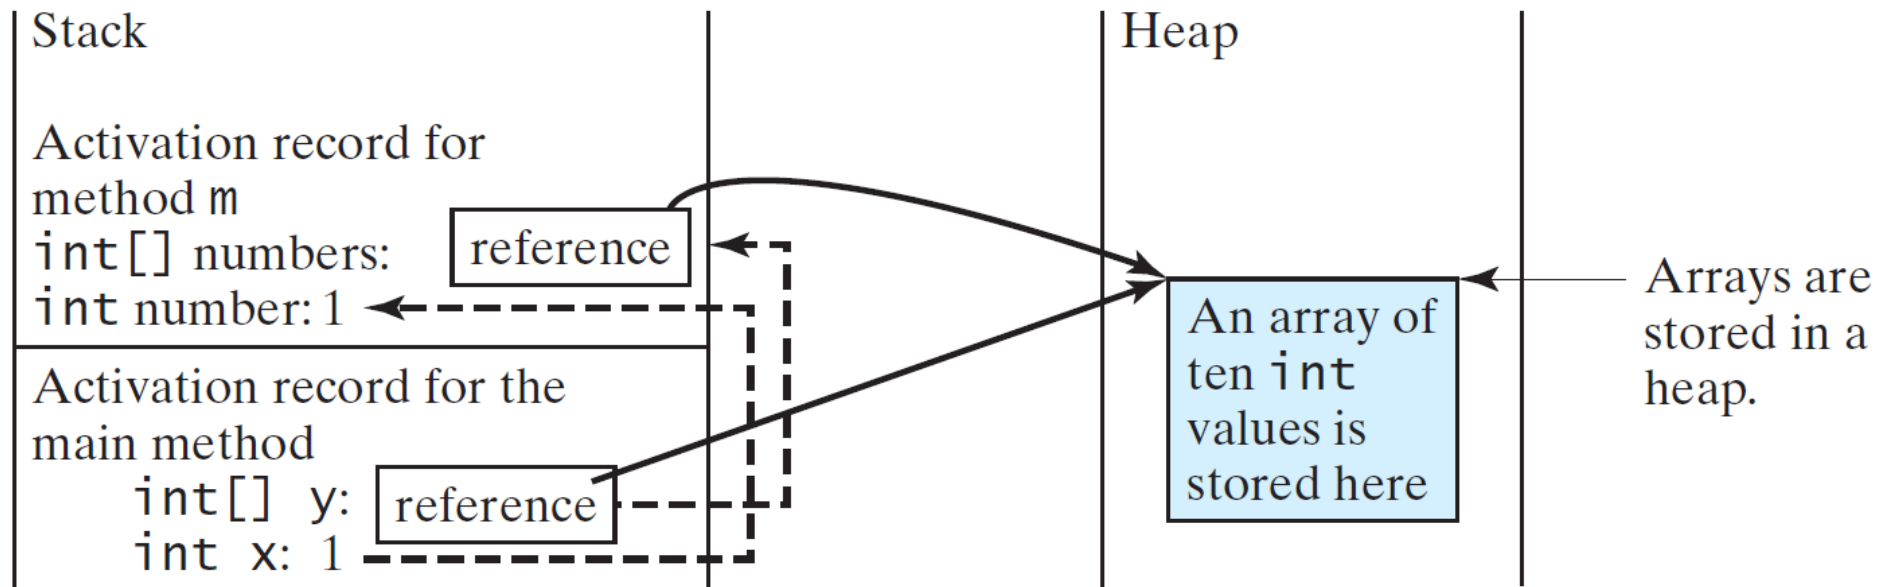 Stack
Activation record for
method m
int[] numbers:
reference
int number: 1
Activation record for the
main method
int[] y:
reference
int x: 1
Heap
An array of
ten int
values is
stored here
Arrays are
stored in a
heap.